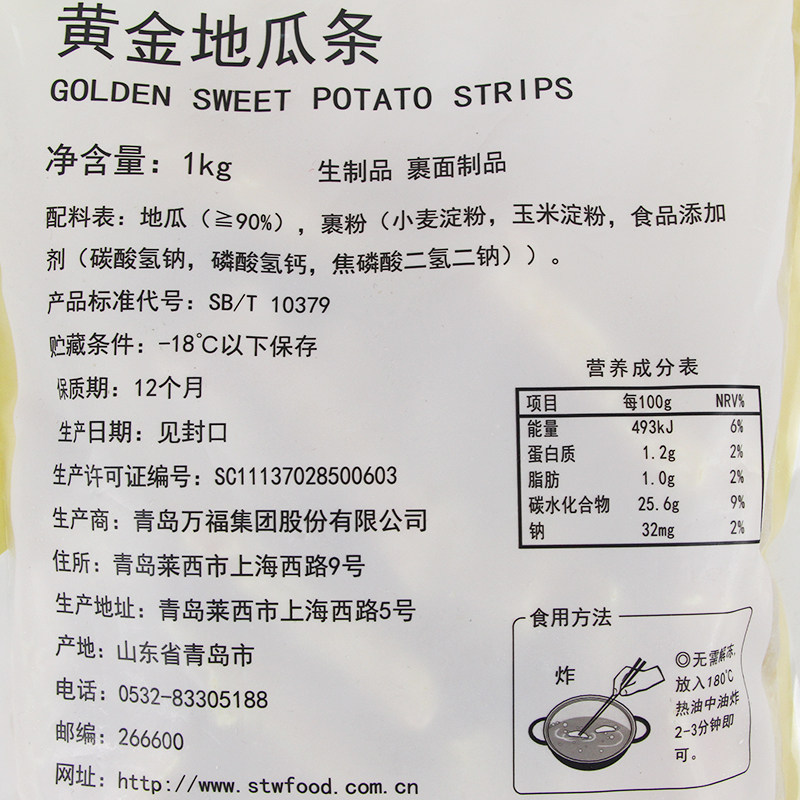 黄金地瓜条
GOLDEN SWEET POTATO STRIPS
净含量：1kg 生制品 裹面制品
配料表：地瓜（≧90%），裹粉（小麦淀粉，玉米淀粉，食品添加
剂（碳酸氢钠，磷酸氢钙，焦磷酸二氢二钠））。
产品标准代号：SB/T 10379
贮藏条件：-18℃以下保存
保质期：12个月
生产日期：见封口
生产许可证编号：SC11137028500603
生产商：青岛万福集团股份有限公司
住所：青岛莱西市上海西路9号
生产地址：青岛莱西市上海西路5号
产地：山东省青岛市
电话：0532-83305188
邮编：266600
网址：http://www.stwfood.com.cn
营养成分表
项目 每100g NRV%
能量 493kJ 6%
蛋白质 1.2g 2%
脂肪 1.0g 2%
碳水化合物 25.6g 9%
钠 32mg 2%
食用方法
炸
◎无需解冻，
放入180℃
热油中油炸
2-3分钟即
可。